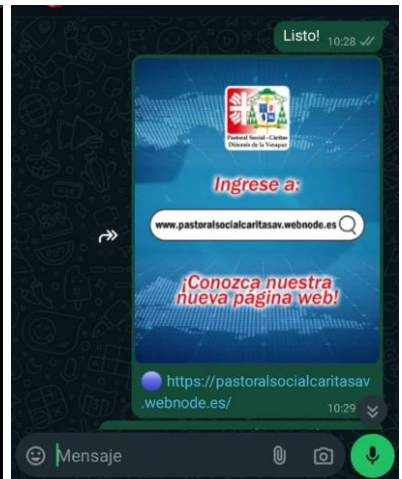 Listo! 10:28
Pastoral Social - Cáritas
Diócesis de la Verapaz
Ingrese a:
www.pastoralsocialcaritasav.webnode.es
¡Conozca nuestra
nueva página web!
https://pastoralsocialcaritasav
.webnode.es/
10:29
Mensaje